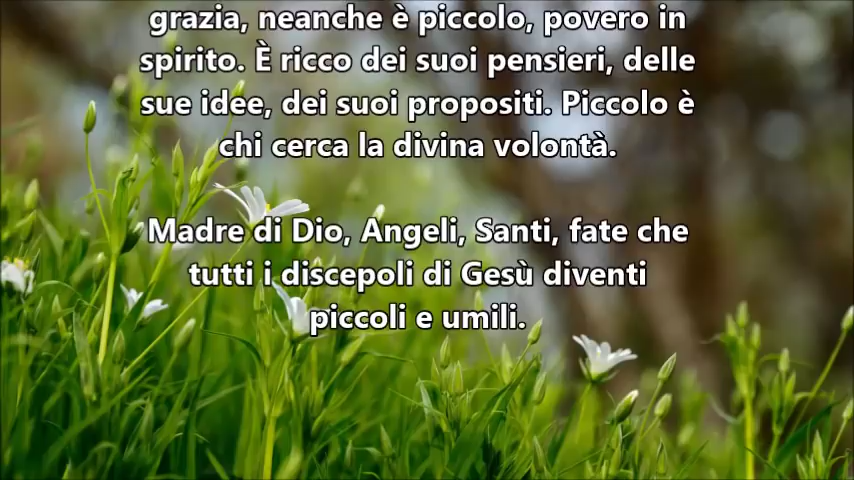 grazia, neanche è piccolo, povero in
spirito. È ricco dei suoi pensieri, delle
sue idee, dei suoi propositi. Piccolo è
chi cerca la divina volontà.
Madre di Dio, Angeli, Santi, fate che
tutti i discepoli di Gesù diventi
piccoli e umili.